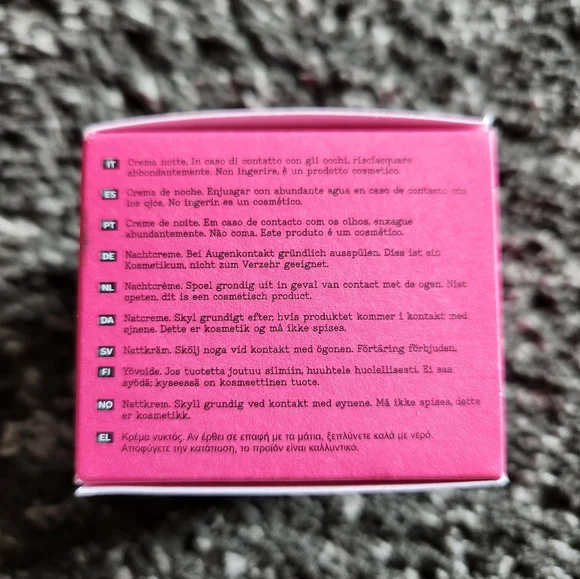 IT Crema notte. In caso di contatto con gli occhi, risciacquare
abbondantemente. Non ingerire, è un prodotto cosmetico.
ES Crema de noche. Enjuagar con abundante agua en caso de contacto con
los ojos. No ingerir, es un cosmético.
PT Creme de noite. Em caso de contacto com os olhos, enxague
abundantemente. Não coma. Este produto é um cosmético.
DE Nachtcreme. Bei Augenkontakt gründlich ausspülen. Dies ist ein
Kosmetikum, nicht zum Verzehr geeignet.
NL Nachtcrème. Spoel grondig uit in geval van contact met de ogen. Niet
opeten, dit is een cosmetisch product.
DA Natcreme. Skyl grundigt efter, hvis produktet kommer i kontakt med
øjnene. Dette er kosmetik og må ikke spises.
SV Nattkräm. Skölj noga vid kontakt med ögonen. Förtäring förbjuden.
FI Yövoide. Jos tuotetta joutuu silmiin, huuhtele huolellisesti. Ei saa
syödä; kyseessä on kosmeettinen tuote.
NO Nattkrem. Skyll grundig ved kontakt med øynene. Må ikke spises, dette
er kosmetikk.
EL Κρέμα νυκτός. Αν έρθει σε επαφή με τα μάτια, ξεπλύνετε καλά με νερό.
Αποφύγετε την κατάποση, το προϊόν είναι καλλυντικό.